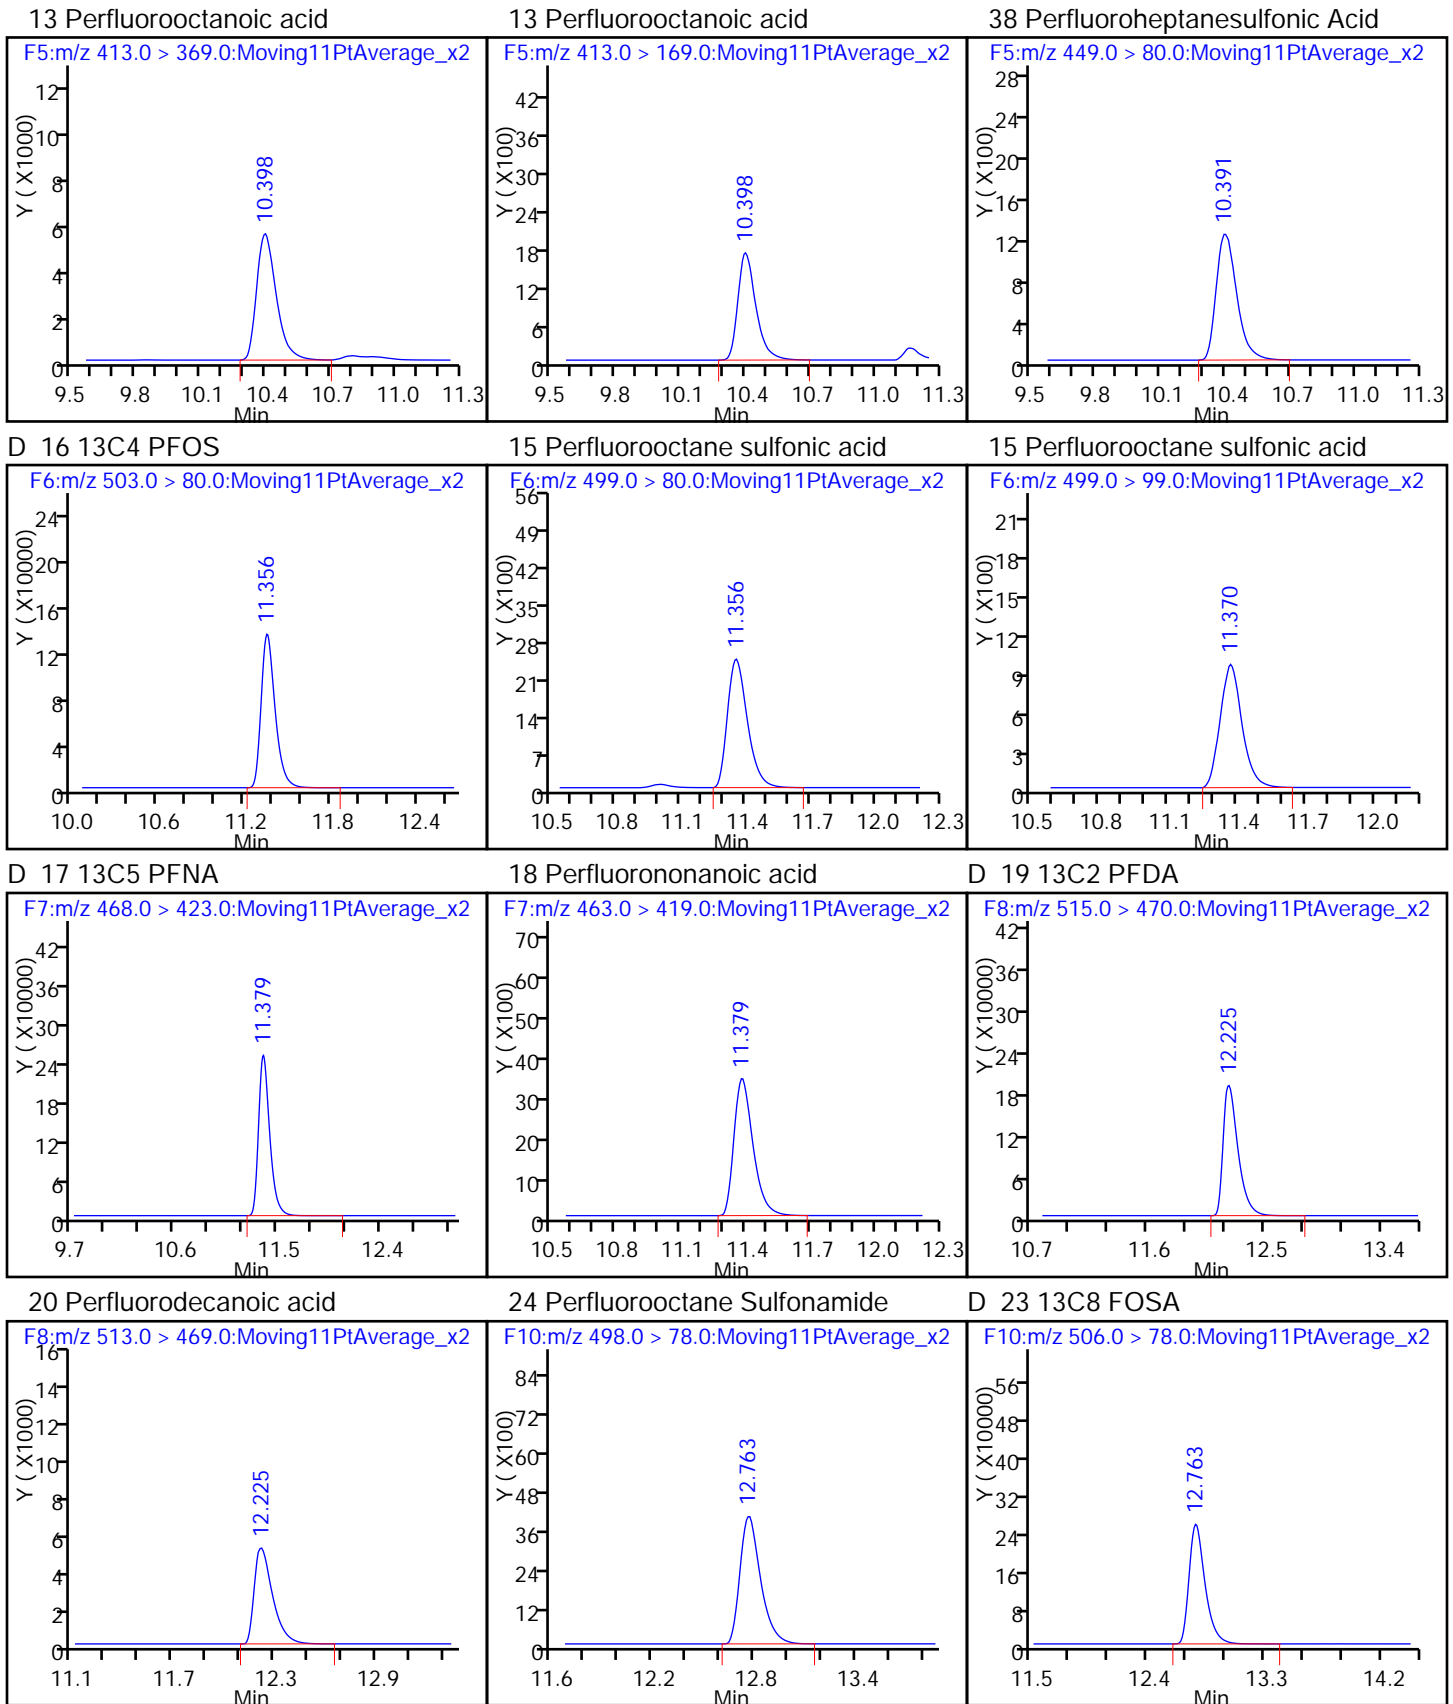 13 Perfluorooctanoic acid
F5:m/z 413.0 > 369.0:Moving11PtAverage_x2
Y ( X1000)
12
10
8
6
4
2
0
10.398
9.5 9.8 10.1 10.4 10.7 11.0 11.3
Min
13 Perfluorooctanoic acid
F5:m/z 413.0 > 169.0:Moving11PtAverage_x2
Y ( X100)
42
36
30
24
18
12
6
0
10.398
9.5 9.8 10.1 10.4 10.7 11.0 11.3
Min
38 Perfluoroheptanesulfonic Acid
F5:m/z 449.0 > 80.0:Moving11PtAverage_x2
Y ( X100)
28
24
20
16
12
8
4
0
10.391
9.5 9.8 10.1 10.4 10.7 11.0 11.3
Min
D 16 13C4 PFOS
F6:m/z 503.0 > 80.0:Moving11PtAverage_x2
Y ( X10000)
24
20
16
12
8
4
0
11.356
10.0 10.6 11.2 11.8 12.4
Min
15 Perfluorooctane sulfonic acid
F6:m/z 499.0 > 80.0:Moving11PtAverage_x2
Y ( X100)
56
49
42
35
28
21
14
7
0
11.356
10.5 10.8 11.1 11.4 11.7 12.0 12.3
Min
15 Perfluorooctane sulfonic acid
F6:m/z 499.0 > 99.0:Moving11PtAverage_x2
Y ( X100)
21
18
15
12
9
6
3
0
11.370
10.5 10.8 11.1 11.4 11.7 12.0
Min
D 17 13C5 PFNA
F7:m/z 468.0 > 423.0:Moving11PtAverage_x2
Y ( X10000)
42
36
30
24
18
12
6
0
11.379
9.7 10.6 11.5 12.4
Min
18 Perfluorononanoic acid
F7:m/z 463.0 > 419.0:Moving11PtAverage_x2
Y ( X100)
70
60
50
40
30
20
10
0
11.379
10.5 10.8 11.1 11.4 11.7 12.0 12.3
Min
D 19 13C2 PFDA
F8:m/z 515.0 > 470.0:Moving11PtAverage_x2
Y ( X10000)
42
36
30
24
18
12
6
0
12.225
10.7 11.6 12.5 13.4
Min
20 Perfluorodecanoic acid
F8:m/z 513.0 > 469.0:Moving11PtAverage_x2
Y ( X1000)
16
14
12
10
8
6
4
2
0
12.225
11.1 11.7 12.3 12.9
Min
24 Perfluorooctane Sulfonamide
F10:m/z 498.0 > 78.0:Moving11PtAverage_x2
Y ( X100)
84
72
60
48
36
24
12
0
12.763
11.6 12.2 12.8 13.4
Min
D 23 13C8 FOSA
F10:m/z 506.0 > 78.0:Moving11PtAverage_x2
Y ( X10000)
56
48
40
32
24
16
8
0
12.763
11.5 12.4 13.3 14.2
Min